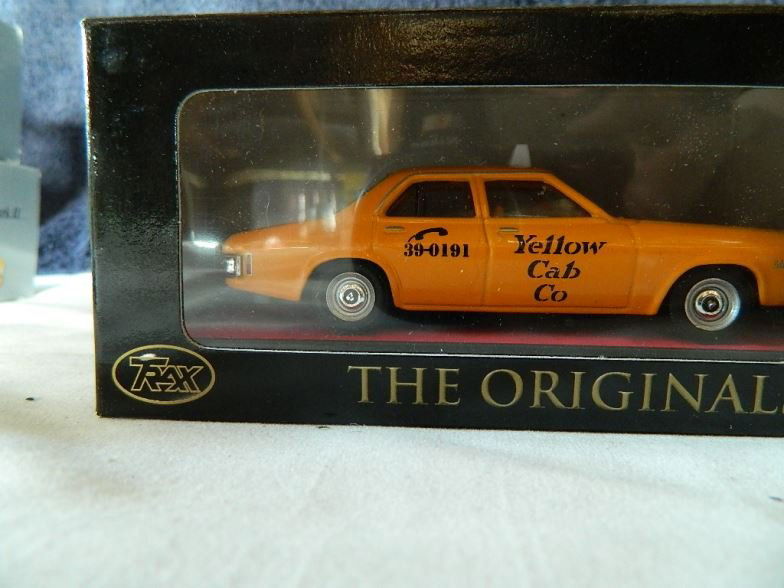 39-0191
Yellow
Cab
Co
TRAX
THE ORIGINAL